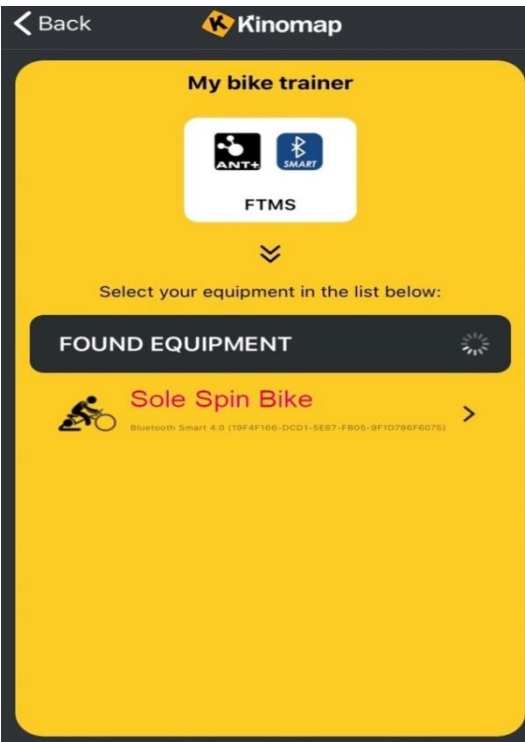 Back
Kinomap
My bike trainer
ANT+
SMART
FTMS
Select your equipment in the list below:
FOUND EQUIPMENT
Sole Spin Bike
Bluetooth Smart 4.0 (19F4F166-DCD1-5E67-FB05-9F1D786F6075)